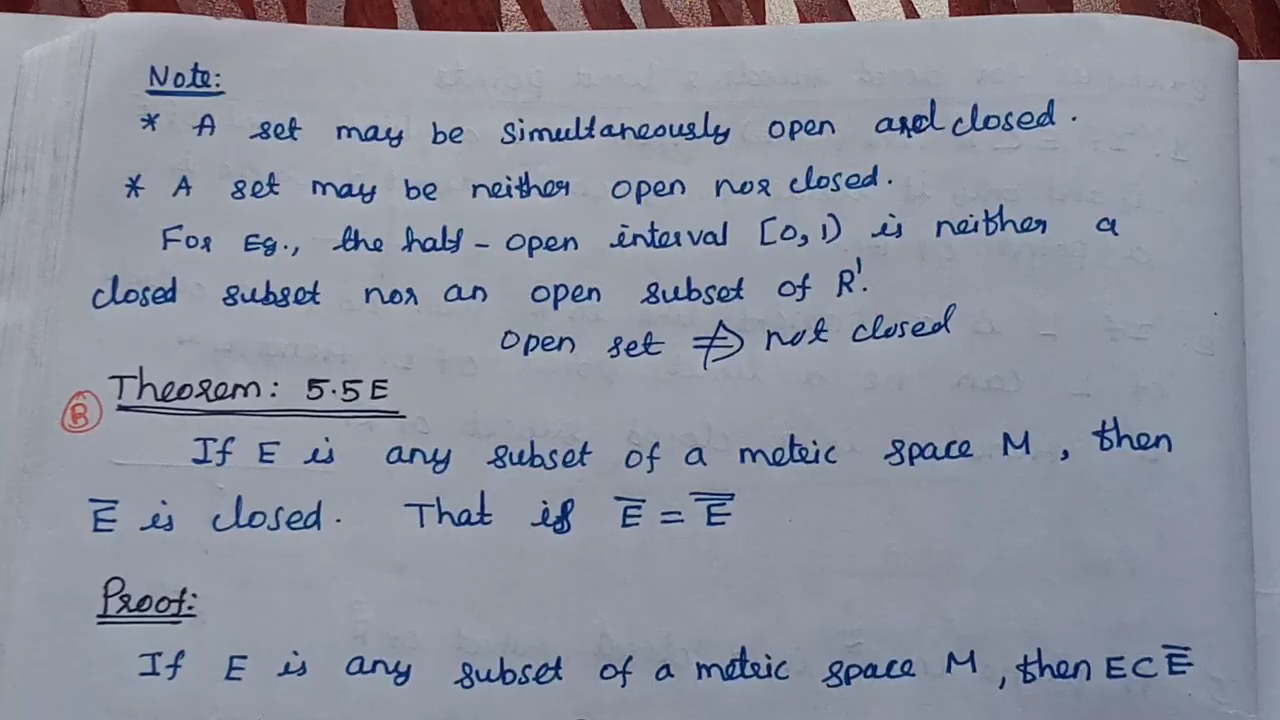 Note:
* A set may be simultaneously open and closed.
* A set may be neither open nor closed.
For Eg., the half-open interval [0,1) is neither a
closed subset nor an open subset of R¹.
open set ⇏ not closed
Theorem: 5.5E
B
If E is any subset of a metric space M, then
E̅ is closed. That is E̅ = E̿
Proof:
If E is any subset of a metric space M, then E⊂E̅